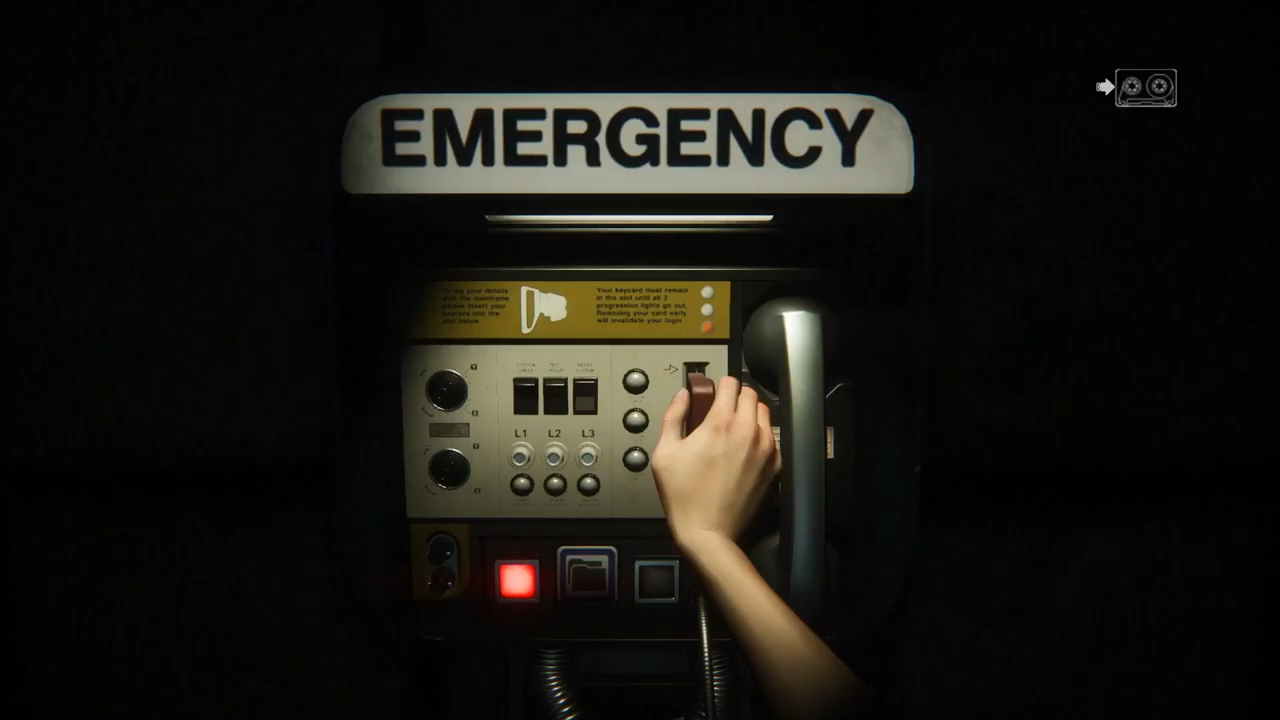 EMERGENCY
To log your details
with the mainframe
please insert your
keycard into the
slot below
Your keycard must remain
in the slot until all 3
progression lights go out.
Removing your card early
will invalidate your login
L1 L2 L3